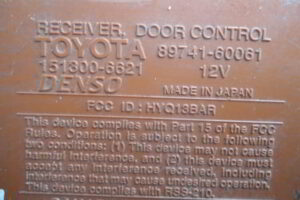 RECEIVER, DOOR CONTROL
TOYOTA 89741-60061
151300-6621 12V
DENSO MADE IN JAPAN
FCC ID : HYQ13BAR
This device complies with Part 15 of the FCC
Rules. Operation is subject to the following
two conditions: (1) This device may not cause
harmful interference, and (2) this device must
accept any interference received, including
interference that may cause undesired operation.
This device complies with RSS-210.